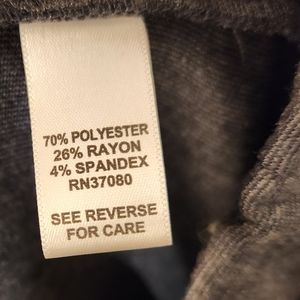 70% POLYESTER
26% RAYON
4% SPANDEX
RN37080
SEE REVERSE
FOR CARE